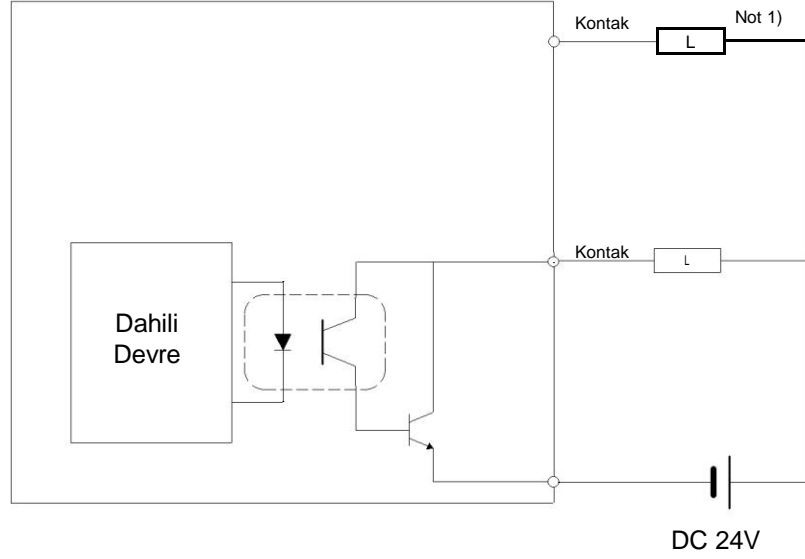 Kontak
L
Not 1)
Kontak
L
Dahili
Devre
DC 24V